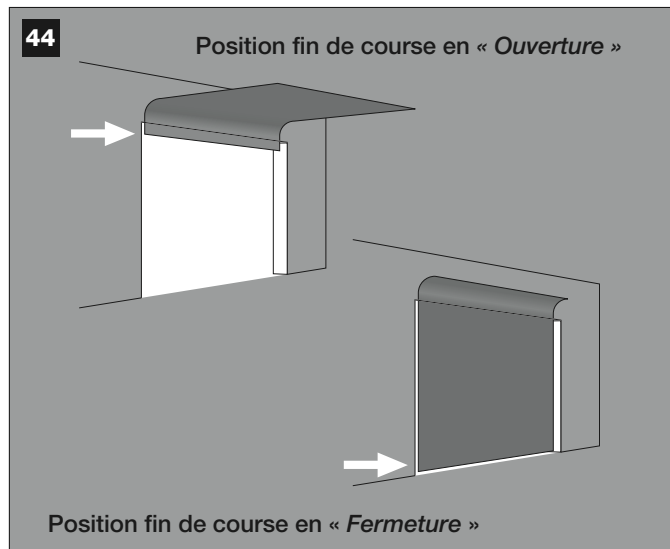 44
Position fin de course en « Ouverture »
Position fin de course en « Fermeture »